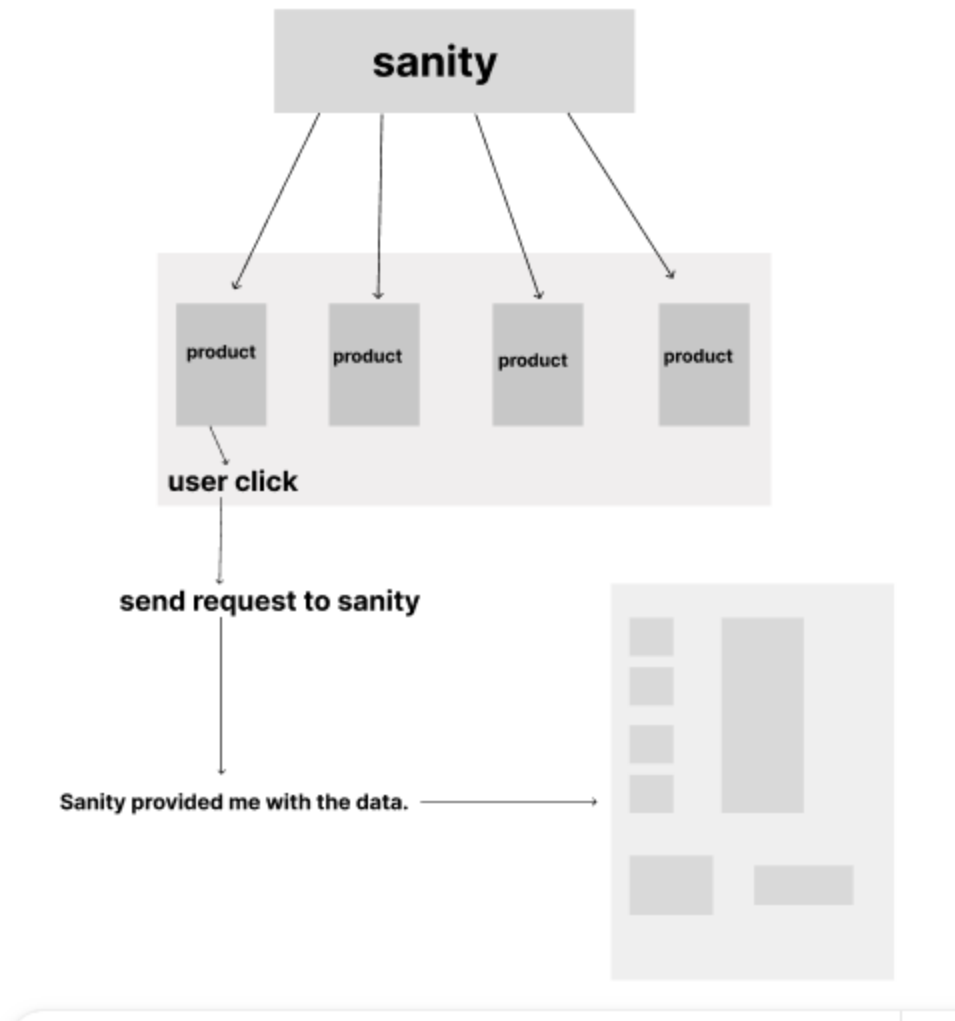 sanity
product
product
product
product
user click
send request to sanity
Sanity provided me with the data.